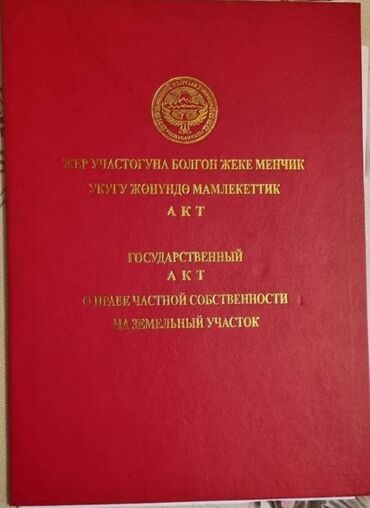 ЖЕР УЧАСТОГУНА БОЛГОН ЖЕКЕ МЕНЧИК
УКУГУ ЖӨНҮНДӨ МАМЛЕКЕТТИК
АКТ
ГОСУДАРСТВЕННЫЙ
АКТ
О ПРАВЕ ЧАСТНОЙ СОБСТВЕННОСТИ
НА ЗЕМЕЛЬНЫЙ УЧАСТОК